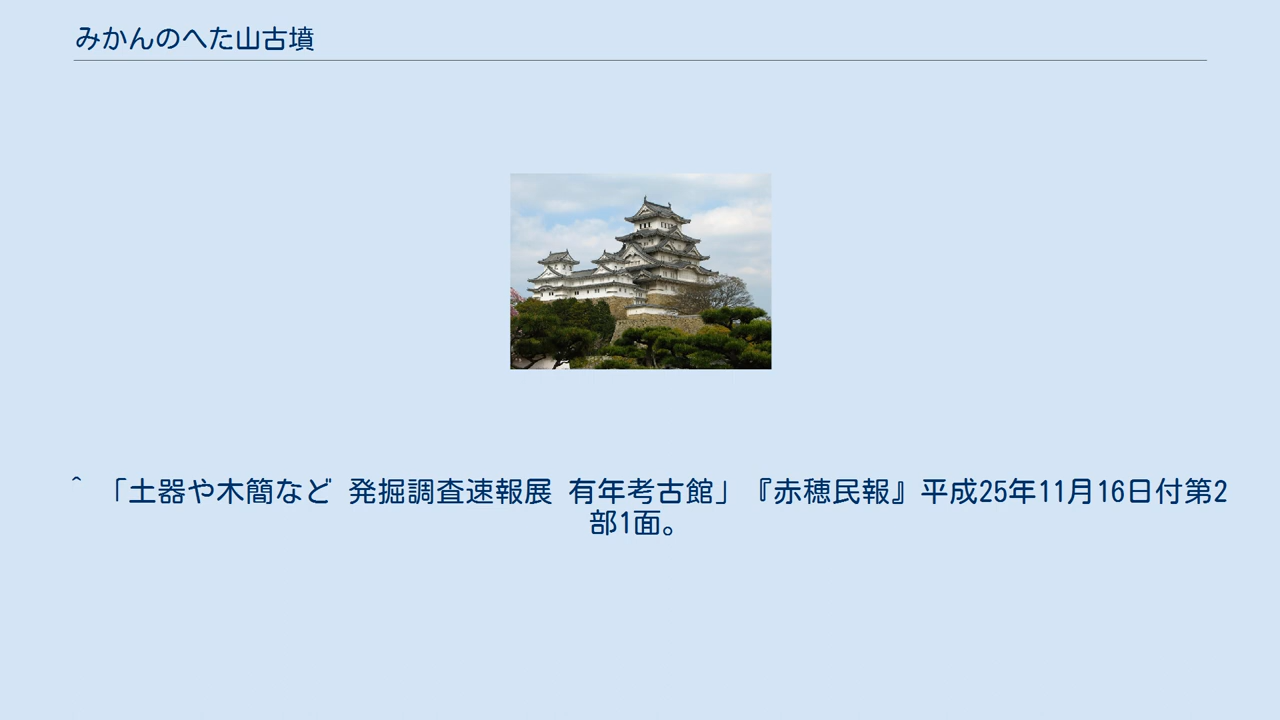 みかんのへた山古墳
^ 「土器や木簡など 発掘調査速報展 有年考古館」『赤穂民報』平成25年11月16日付第2
部1面。